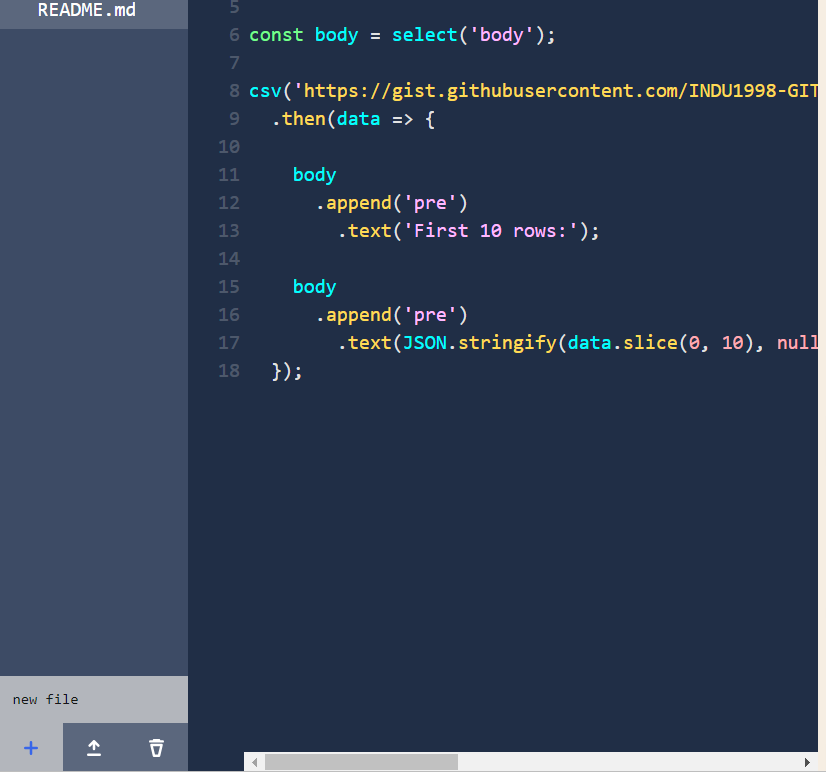 README.md
5
6 const body = select('body');
7
8 csv('https://gist.githubusercontent.com/INDU1998-GIT
9 .then(data => {
10
11 body
12 .append('pre')
13 .text('First 10 rows:');
14
15 body
16 .append('pre')
17 .text(JSON.stringify(data.slice(0, 10), null
18 });
new file